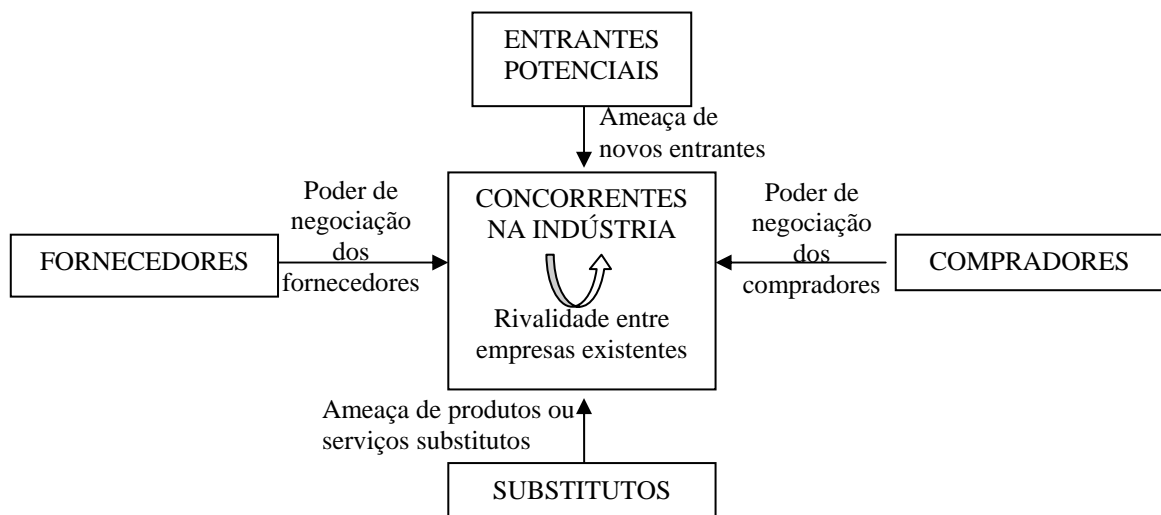 ENTRANTES
POTENCIAIS
Ameaça de
novos entrantes
Poder de
negociação
dos
fornecedores
FORNECEDORES
CONCORRENTES
NA INDÚSTRIA
Rivalidade entre
empresas existentes
Poder de
negociação
dos
compradores
COMPRADORES
Ameaça de produtos ou
serviços substitutos
SUBSTITUTOS